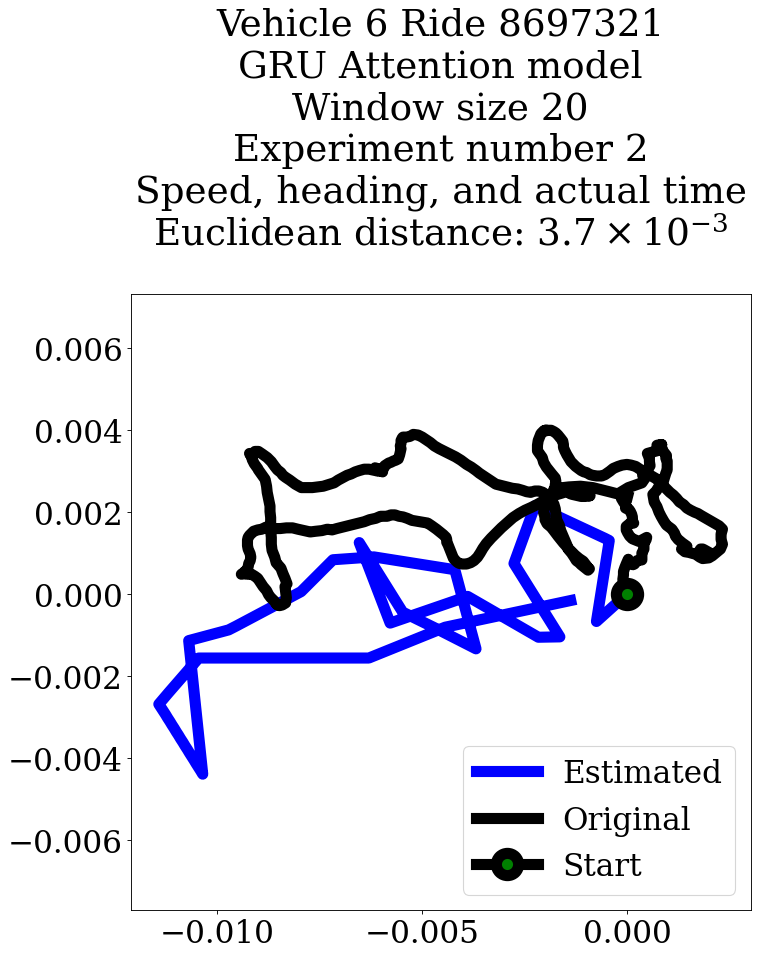 Vehicle 6 Ride 8697321
GRU Attention model
Window size 20
Experiment number 2
Speed, heading, and actual time
Euclidean distance: 3.7 × 10⁻³
0.006
0.004
0.002
0.000
−0.002
−0.004
−0.006
Estimated
Original
Start
−0.010
−0.005
0.000